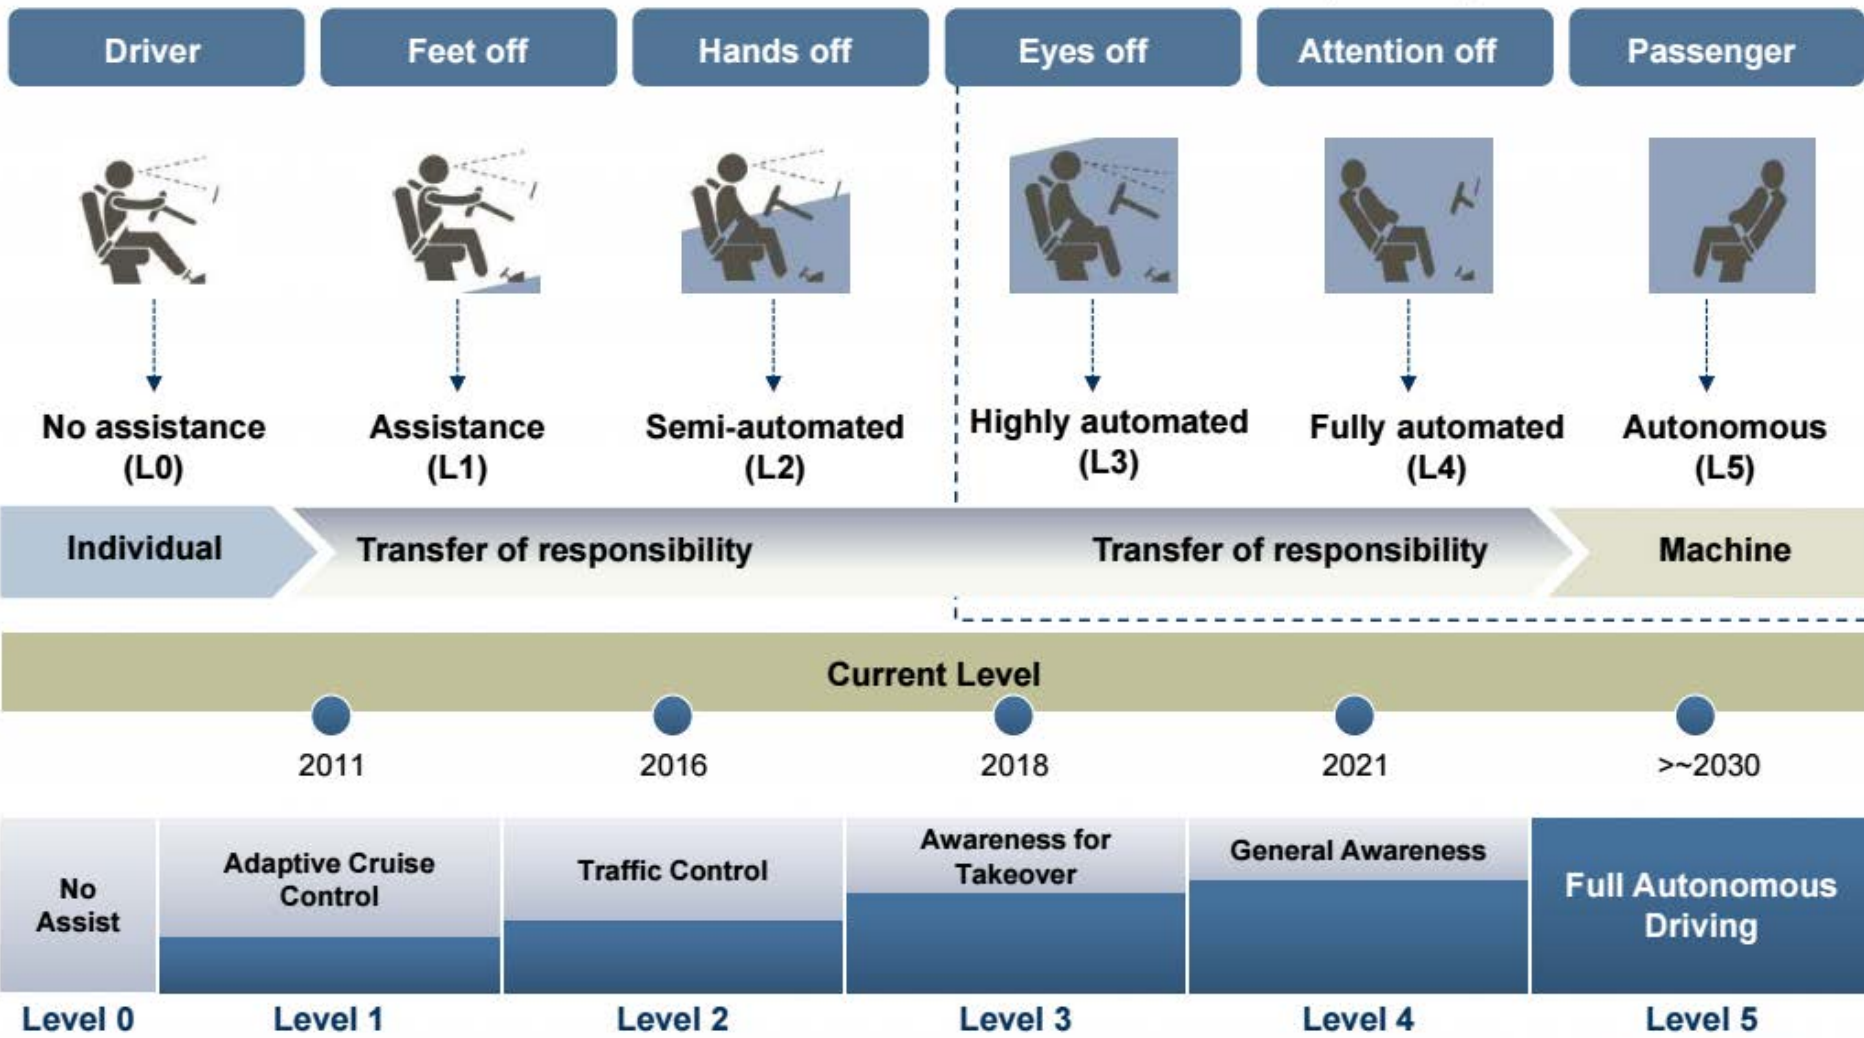 Driver
Feet off
Hands off
Eyes off
Attention off
Passenger
No assistance
(L0)
Assistance
(L1)
Semi-automated
(L2)
Highly automated
(L3)
Fully automated
(L4)
Autonomous
(L5)
Individual
Transfer of responsibility
Transfer of responsibility
Machine
Current Level
2011
2016
2018
2021
>~2030
No
Assist
Adaptive Cruise
Control
Traffic Control
Awareness for
Takeover
General Awareness
Full Autonomous
Driving
Level 0
Level 1
Level 2
Level 3
Level 4
Level 5